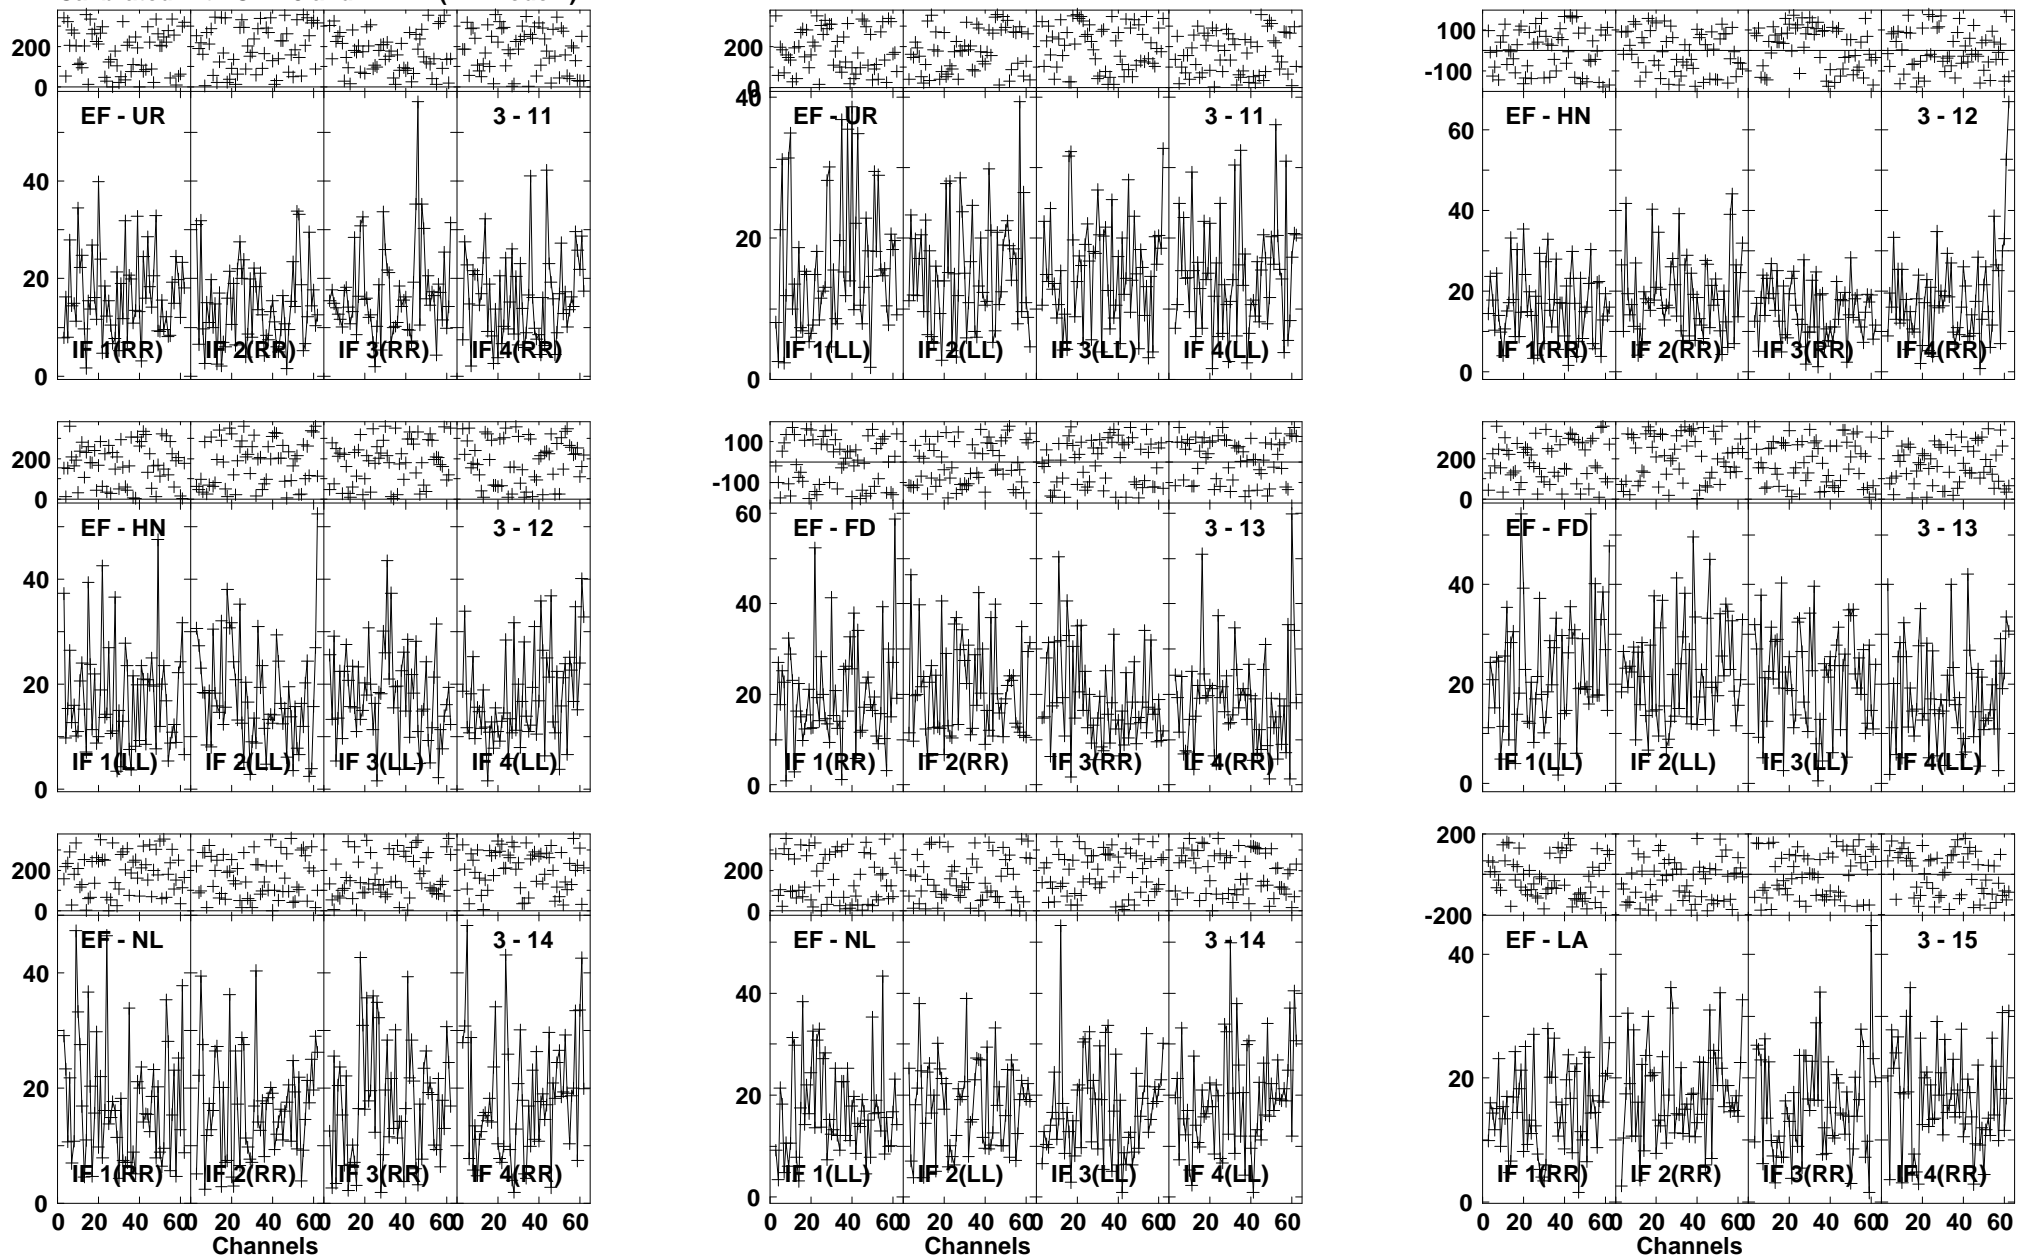 200
0
EF - UR
3 - 11
40
20
0
IF 1(RR)
IF 2(RR)
IF 3(RR)
IF 4(RR)
200
0
40
EF - UR
3 - 11
20
0
IF 1(LL)
IF 2(LL)
IF 3(LL)
IF 4(LL)
100
-100
EF - HN
3 - 12
60
40
20
0
IF 1(RR)
IF 2(RR)
IF 3(RR)
IF 4(RR)
200
0
EF - HN
3 - 12
40
20
0
IF 1(LL)
IF 2(LL)
IF 3(LL)
IF 4(LL)
100
-100
60
EF - FD
3 - 13
40
20
0
IF 1(RR)
IF 2(RR)
IF 3(RR)
IF 4(RR)
200
0
EF - FD
3 - 13
40
20
0
IF 1(LL)
IF 2(LL)
IF 3(LL)
IF 4(LL)
200
0
EF - NL
3 - 14
40
20
0
IF 1(RR)
IF 2(RR)
IF 3(RR)
IF 4(RR)
0 20 40 60 0 20 40 60 0 20 40 60 0 20 40 60
Channels
200
0
EF - NL
3 - 14
40
20
0
IF 1(LL)
IF 2(LL)
IF 3(LL)
IF 4(LL)
0 20 40 60 0 20 40 60 0 20 40 60 0 20 40 60
Channels
200
-200
EF - LA
3 - 15
40
20
0
IF 1(RR)
IF 2(RR)
IF 3(RR)
IF 4(RR)
0 20 40 60 0 20 40 60 0 20 40 60 0 20 40 60
Channels